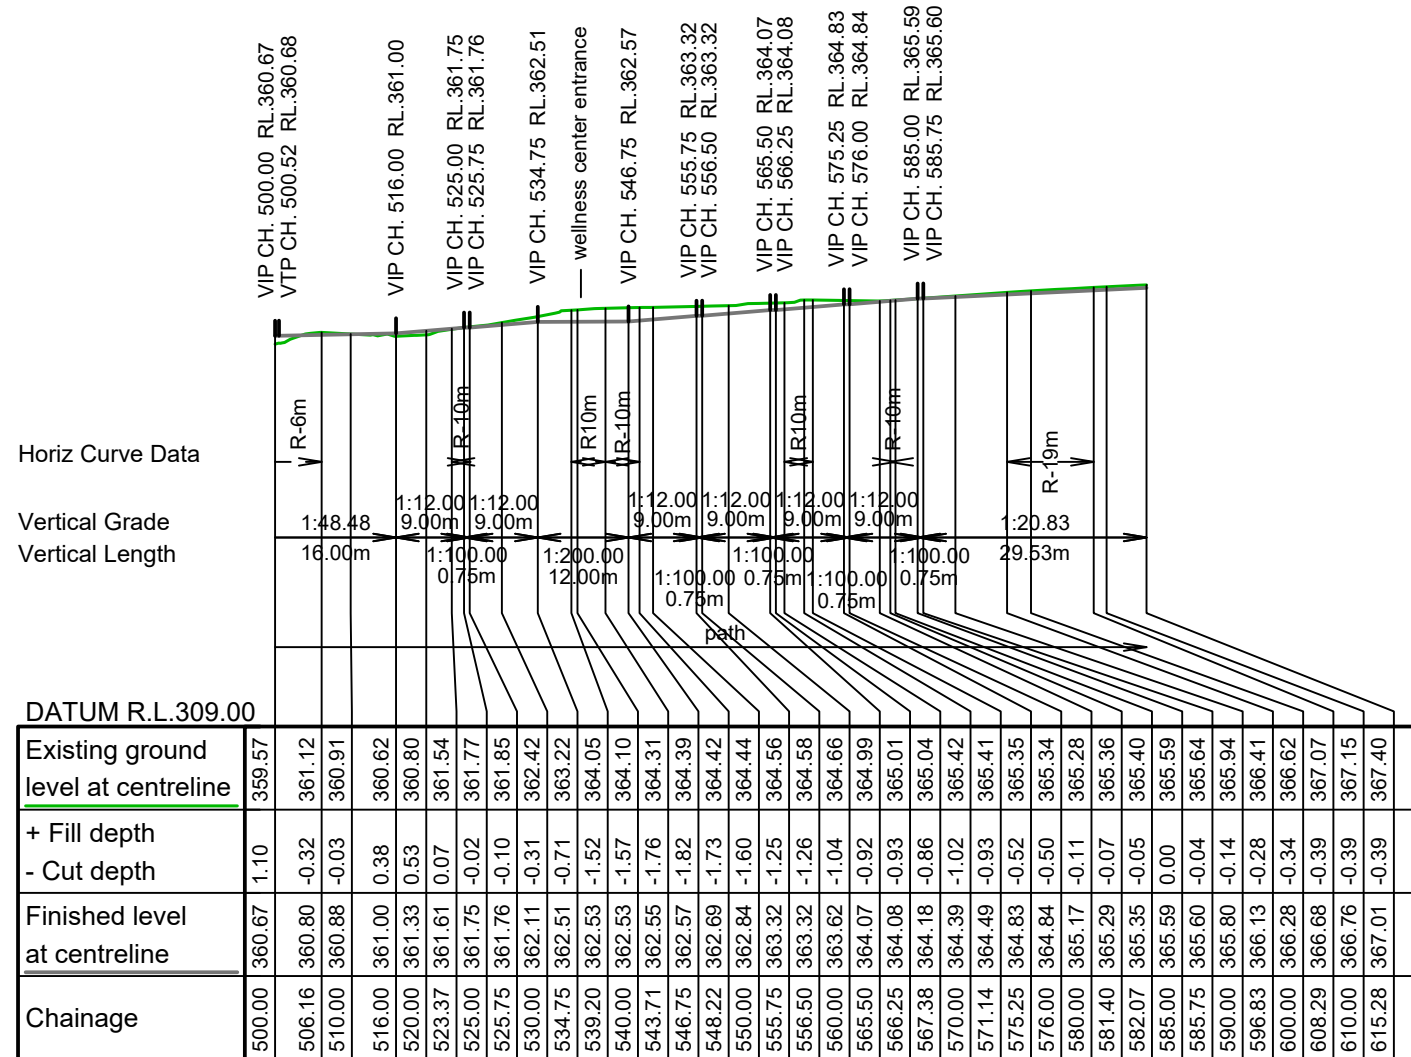 VIP CH. 500.00 RL.360.67
VTP CH. 500.52 RL.360.68
VIP CH. 516.00 RL.361.00
VIP CH. 525.00 RL.361.75
VIP CH. 525.75 RL.361.76
VIP CH. 534.75 RL.362.51
wellness center entrance
VIP CH. 546.75 RL.362.57
VIP CH. 555.75 RL.363.32
VIP CH. 556.50 RL.363.32
VIP CH. 565.50 RL.364.07
VIP CH. 566.25 RL.364.08
VIP CH. 575.25 RL.364.83
VIP CH. 576.00 RL.364.84
VIP CH. 585.00 RL.365.59
VIP CH. 585.75 RL.365.60
Horiz Curve Data
R-6m
R-10m
R10m
R-10m
R10m
R-10m
R-19m
Vertical Grade
Vertical Length
1:48.48
16.00m
1:12.00
9.00m
1:100.00
0.75m
1:12.00
9.00m
1:200.00
12.00m
1:12.00
9.00m
1:100.00
0.75m
1:12.00
9.00m
1:100.00
0.75m
1:12.00
9.00m
1:100.00
0.75m
1:12.00
9.00m
1:100.00
0.75m
1:20.83
29.53m
path
DATUM R.L.309.00
Existing ground
level at centreline
359.57 361.12 360.91 360.62 360.80 361.54 361.77 361.85 362.42 363.22 364.05 364.10 364.31 364.39 364.42 364.44 364.56 364.58 364.66 364.99 365.01 365.04 365.42 365.41 365.35 365.34 365.28 365.36 365.40 365.59 365.64 365.94 366.41 366.62 367.07 367.15 367.40
+ Fill depth
- Cut depth
1.10 -0.32 -0.03 0.38 0.53 0.07 -0.02 -0.10 -0.31 -0.71 -1.52 -1.57 -1.76 -1.82 -1.73 -1.60 -1.25 -1.26 -1.04 -0.92 -0.93 -0.86 -1.02 -0.93 -0.52 -0.50 -0.11 -0.07 -0.05 0.00 -0.04 -0.14 -0.28 -0.34 -0.39 -0.39 -0.39
Finished level
at centreline
360.67 360.80 360.88 361.00 361.33 361.61 361.75 361.76 362.11 362.51 362.53 362.53 362.55 362.57 362.69 362.84 363.32 363.32 363.62 364.07 364.08 364.18 364.39 364.49 364.83 364.84 365.17 365.29 365.35 365.59 365.60 365.80 366.13 366.28 366.68 366.76 367.01
Chainage
500.00 506.16 510.00 516.00 520.00 523.37 525.00 525.75 530.00 534.75 539.20 540.00 543.71 546.75 548.22 550.00 555.75 556.50 560.00 565.50 566.25 567.38 570.00 571.14 575.25 576.00 580.00 581.40 582.07 585.00 585.75 590.00 596.83 600.00 608.29 610.00 615.28